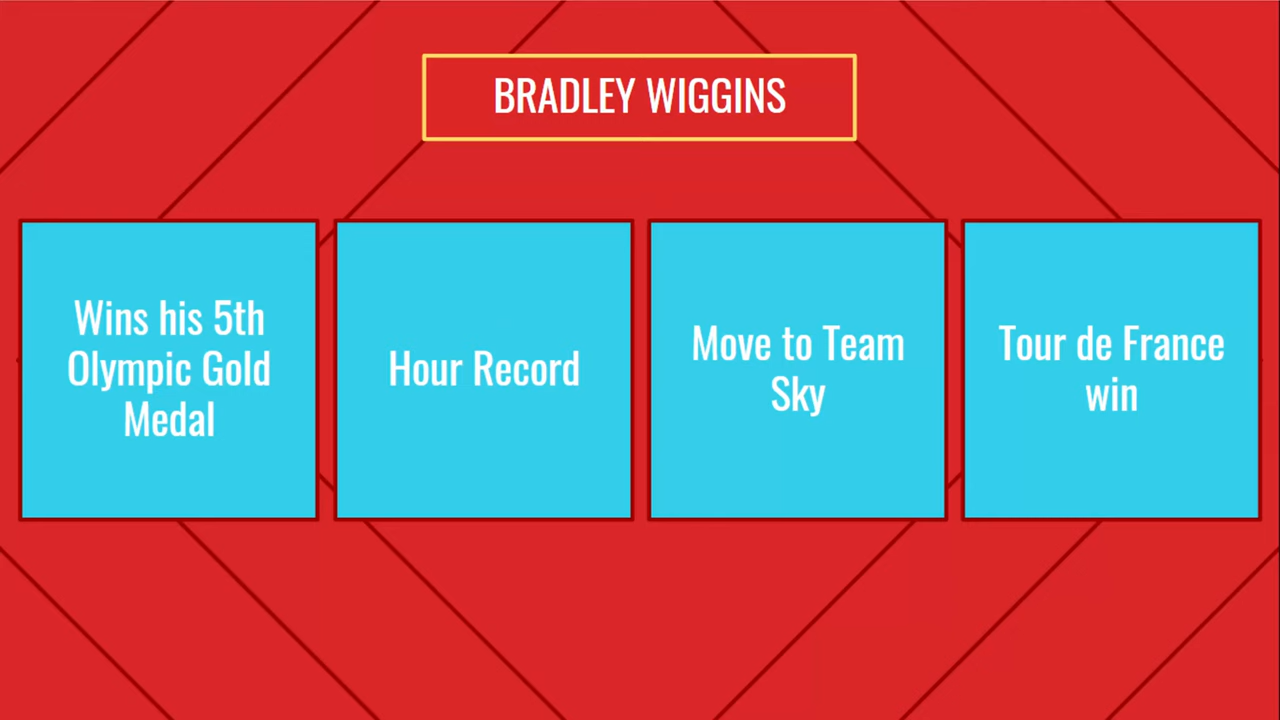 BRADLEY WIGGINS
Wins his 5th
Olympic Gold
Medal
Hour Record
Move to Team
Sky
Tour de France
win